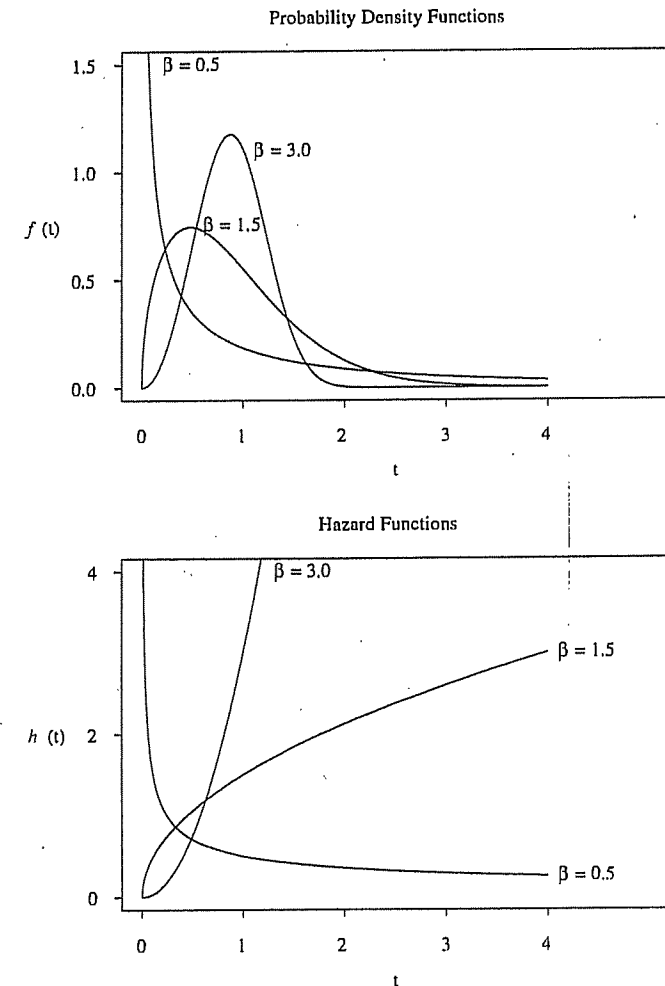 Probability Density Functions
1.5
β = 0.5
β = 3.0
1.0
β = 1.5
f (t)
0.5
0.0
0 1 2 3 4
t
Hazard Functions
4
β = 3.0
β = 1.5
h (t) 2
β = 0.5
0
0 1 2 3 4
t